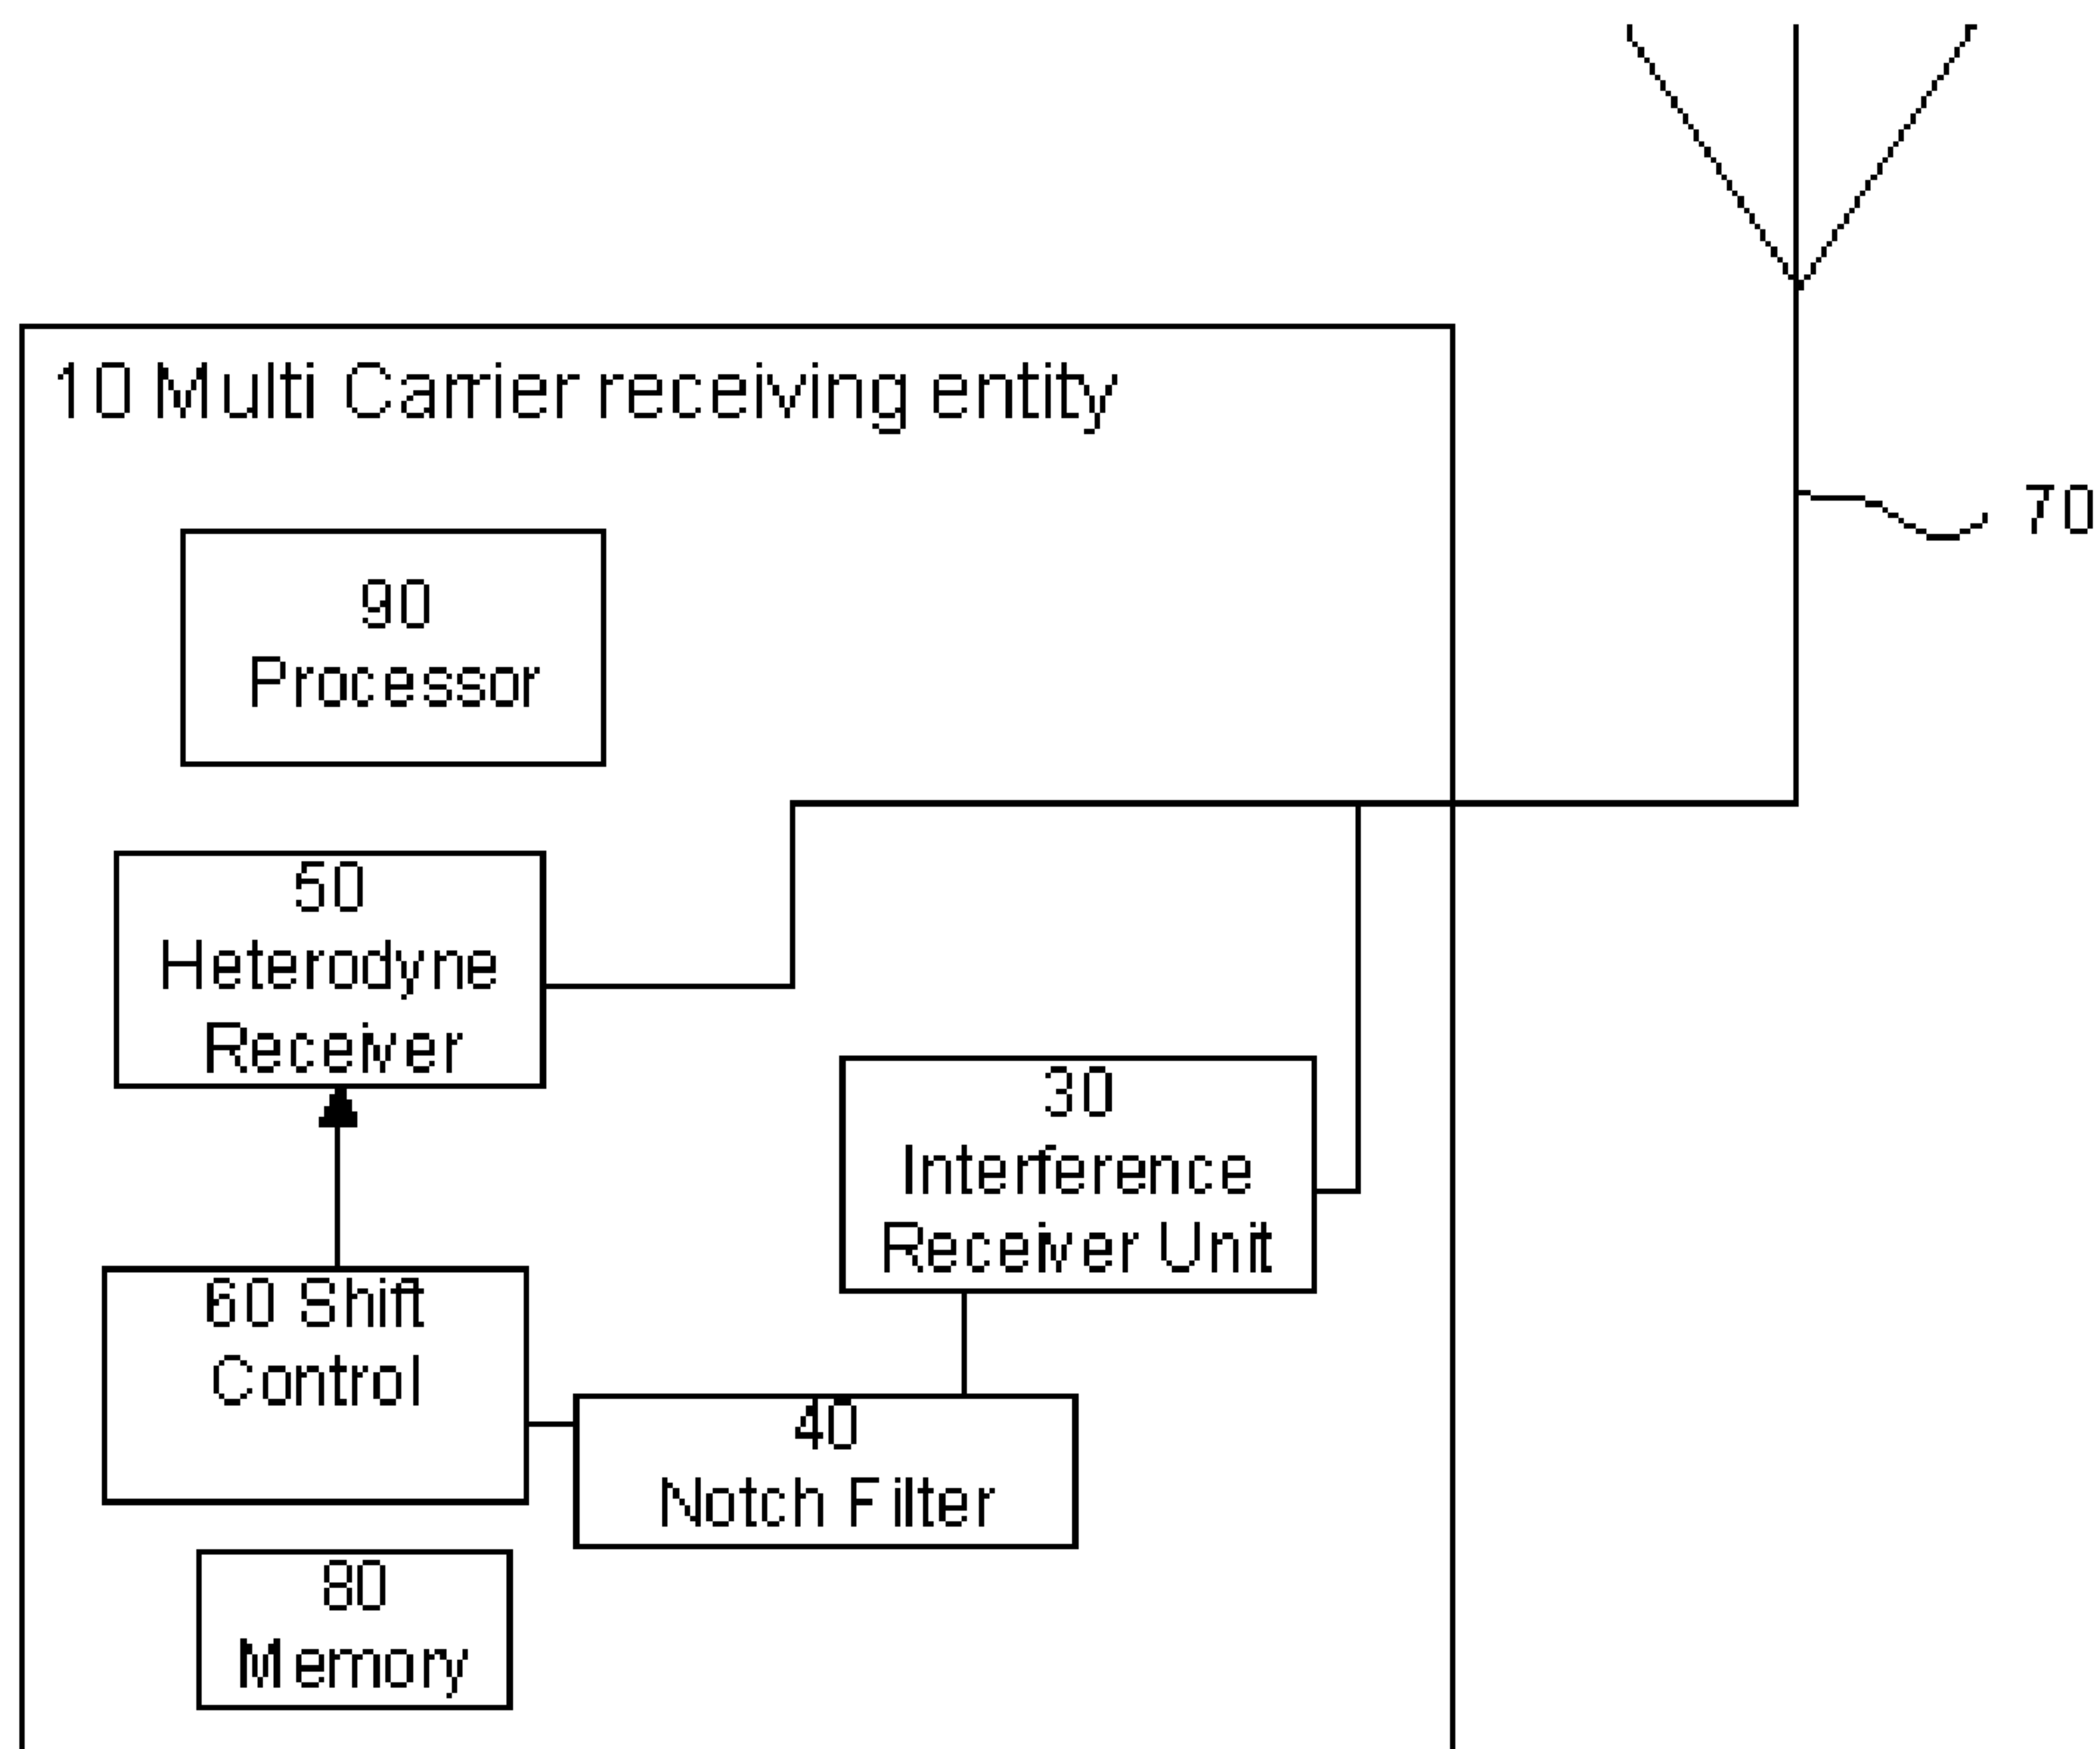 10 Multi Carrier receiving entity
70
90
Processor
50
Heterodyne
Receiver
30
Interference
Receiver Unit
60 Shift
Control
40
Notch Filter
80
Memory